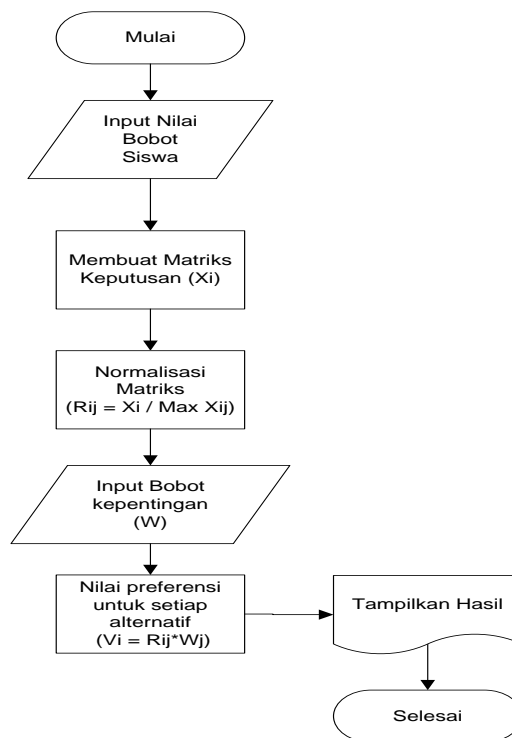 Mulai
Input Nilai
Bobot
Siswa
Membuat Matriks
Keputusan (Xi)
Normalisasi
Matriks
(Rij = Xi / Max Xij)
Input Bobot
kepentingan
(W)
Nilai preferensi
untuk setiap
alternatif
(Vi = Rij*Wj)
Tampilkan Hasil
Selesai